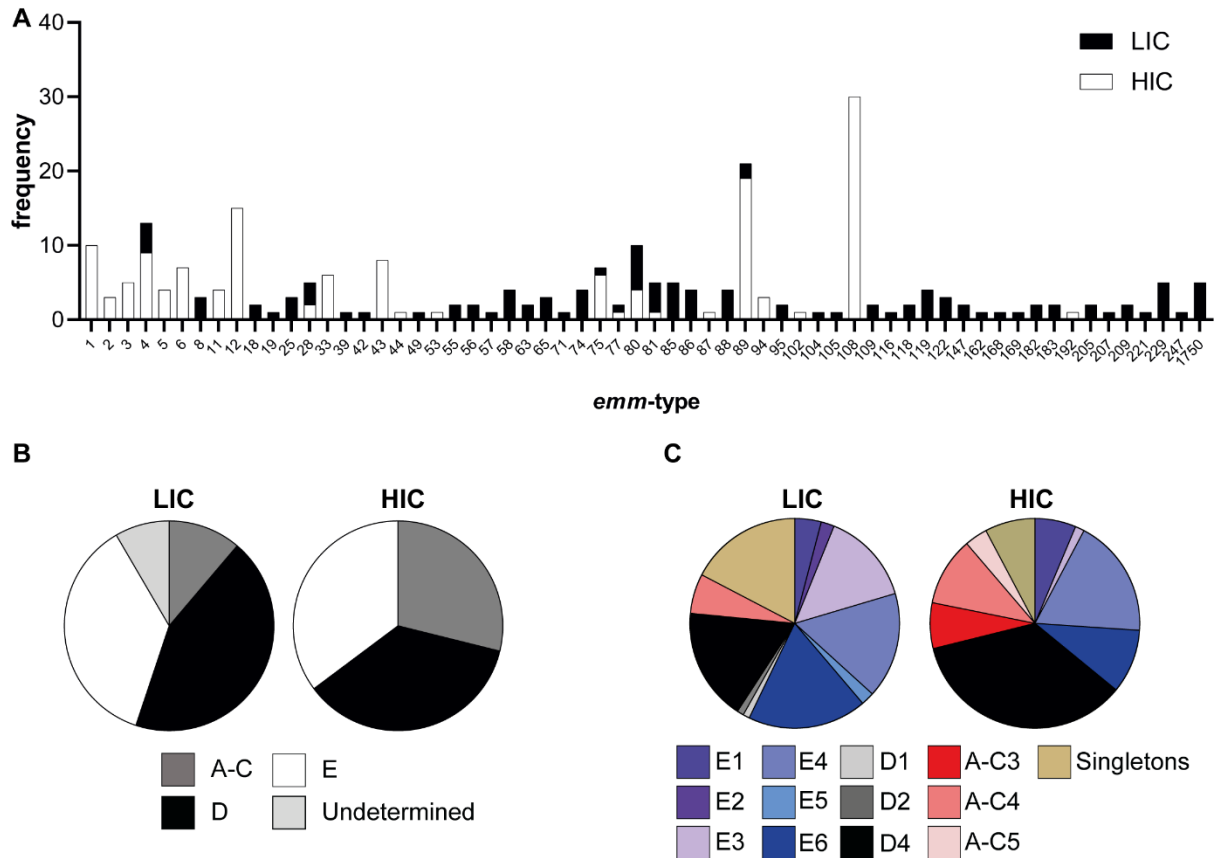 A
40
30
20
10
0
frequency
LIC
HIC
1 2 3 4 5 6 8 11 12 18 19 25 28 33 39 42 43 44 49 53 55 56 57 58 63 65 71 74 75 77 80 81 85 86 87 88 89 94 95 102 104 105 108 109 116 118 119 122 147 162 168 169 182 183 192 205 207 209 221 229 247 1750
emm-type
B
LIC HIC
A-C E
D Undetermined
C
LIC HIC
E1 E4 D1 A-C3 Singletons
E2 E5 D2 A-C4
E3 E6 D4 A-C5